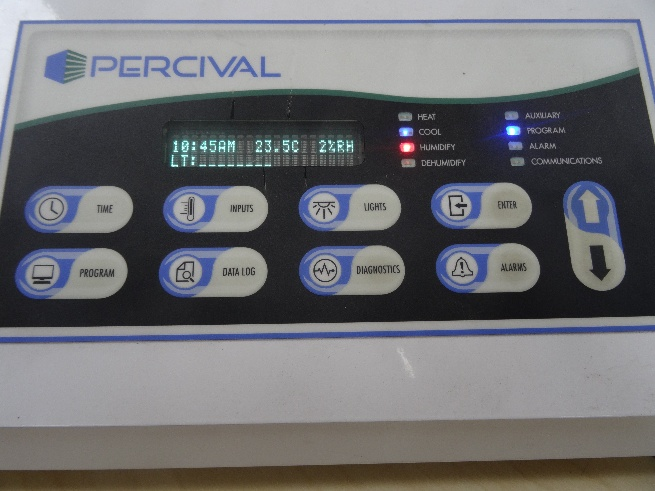 PERCIVAL
10:45AM 23.5C 2%RH
LT:_________
HEAT
COOL
HUMIDIFY
DEHUMIDIFY
AUXILIARY
PROGRAM
ALARM
COMMUNICATIONS
TIME
INPUTS
LIGHTS
ENTER
PROGRAM
DATA LOG
DIAGNOSTICS
ALARMS